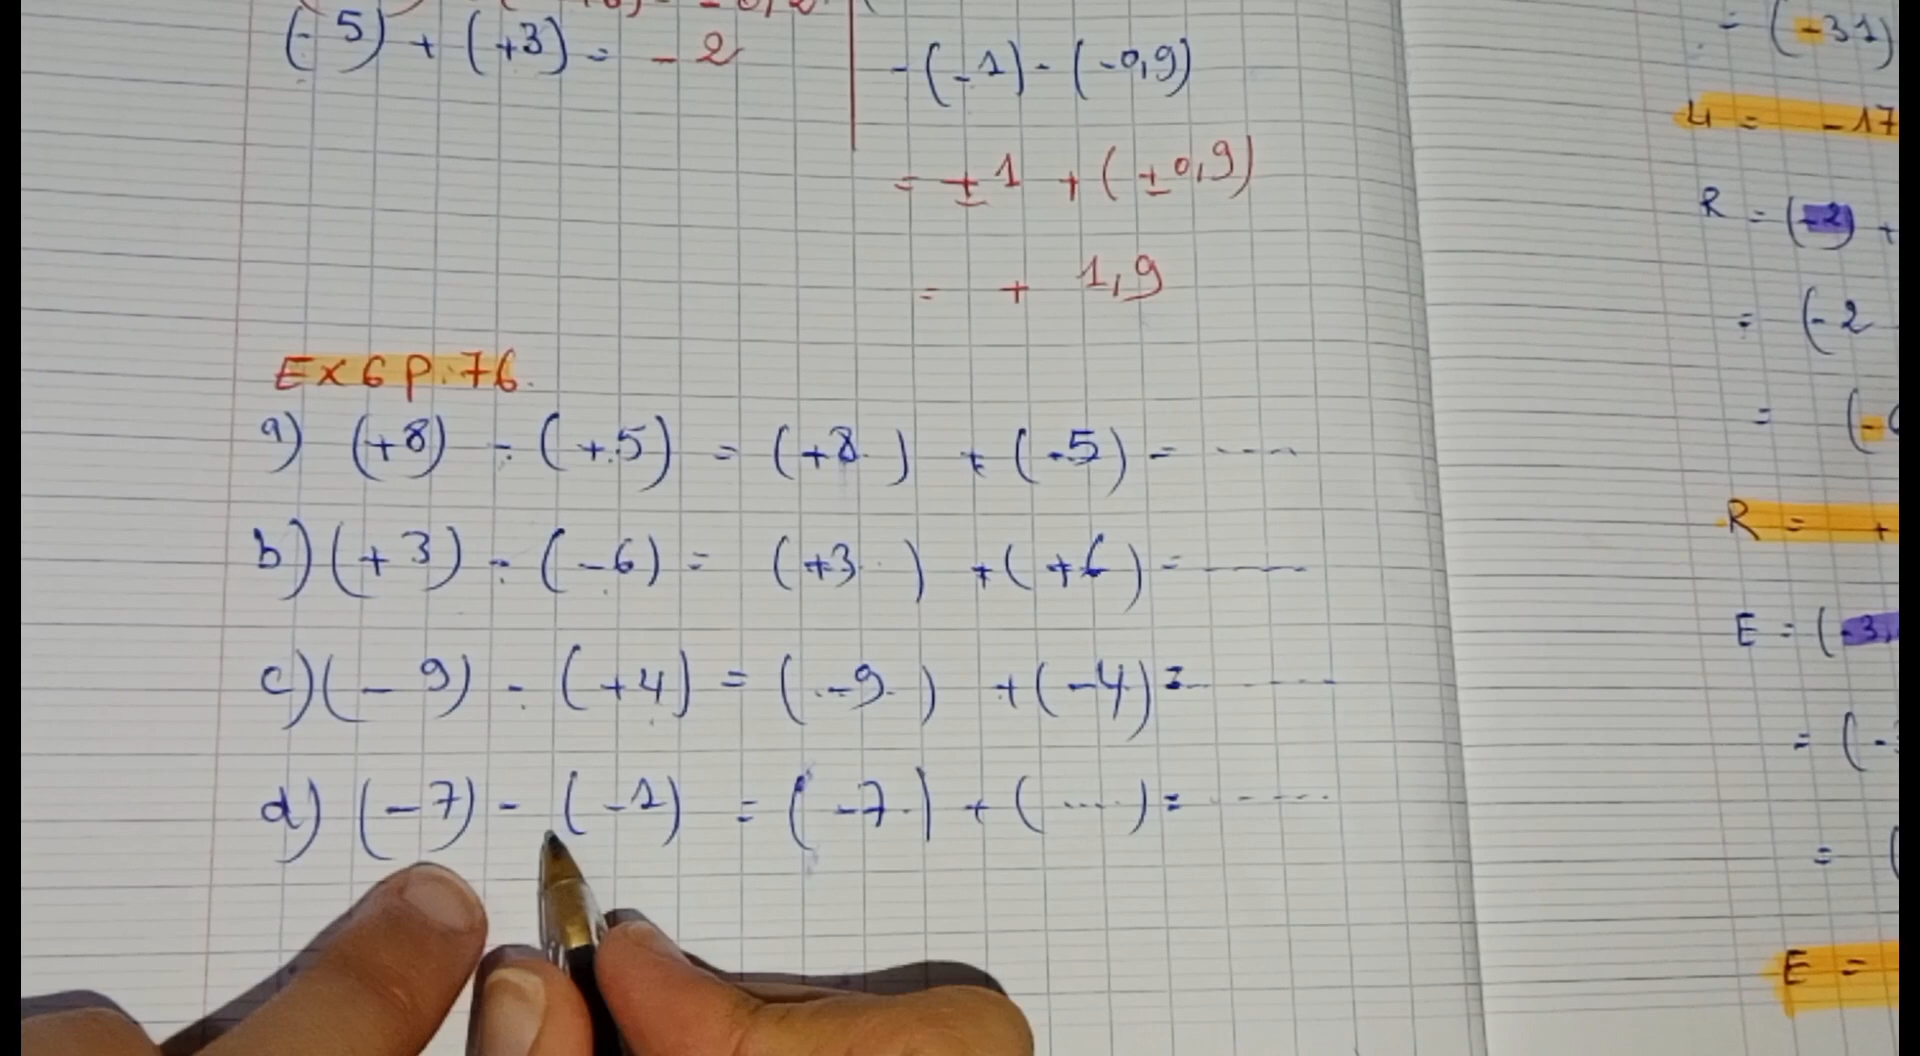 (-5) + (+3) = - 2
- (-1) - (-0,9)
= + 1 + (+0,9)
= + 1,9
EX 6 P: 76.
a) (+8) - (+5) = (+8) + (-5) = ....
b) (+3) - (-6) = (+3) + (+6) = ....
c) (-9) - (+4) = (-9) + (-4) = ....
d) (-7) - (-1) = (-7) + (....) = ....
= (-31)
= -17
R = (-2) +
= (-2
= (-
R = +
E = (-3,
= (-
= (
E =